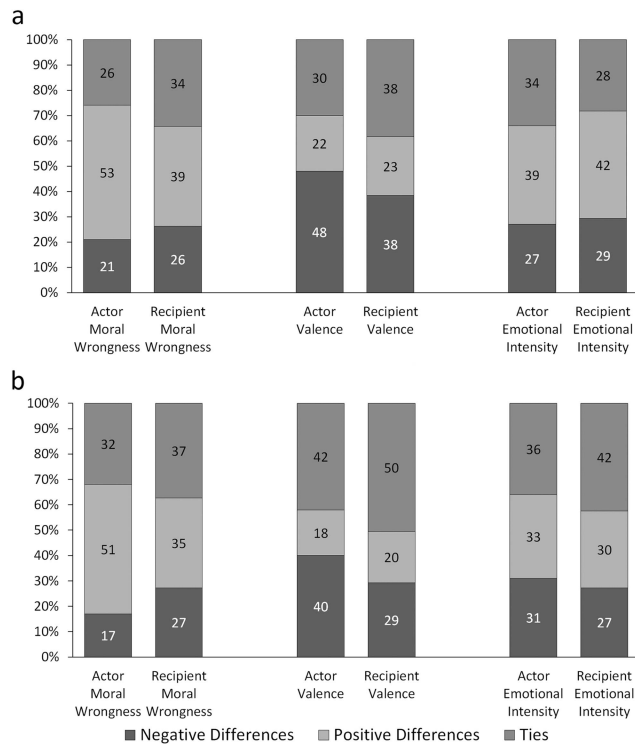 a
100%
90%
80%
70%
60%
50%
40%
30%
20%
10%
0%
26 34 30 38 34 28
53 39 22 23 39 42
21 26 48 38 27 29
Actor Recipient Actor Recipient Actor Recipient
Moral Moral Valence Valence Emotional Emotional
Wrongness Wrongness Intensity Intensity
b
100%
90%
80%
70%
60%
50%
40%
30%
20%
10%
0%
32 37 42 50 36 42
51 35 18 20 33 30
17 27 40 29 31 27
Actor Recipient Actor Recipient Actor Recipient
Moral Moral Valence Valence Emotional Emotional
Wrongness Wrongness Intensity Intensity
Negative Differences Positive Differences Ties